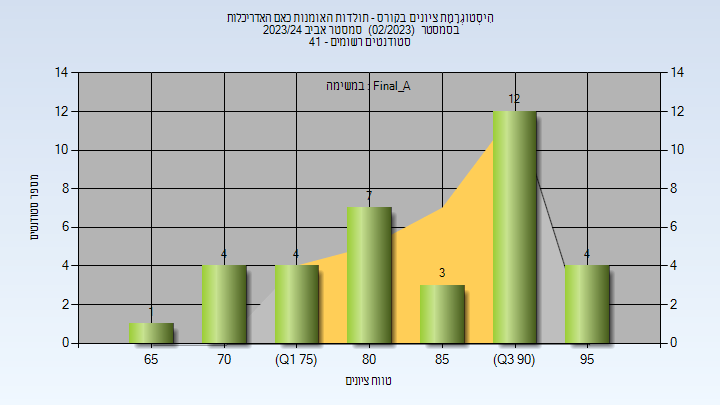 היסטוגרמת ציונים בקורס - תולדות האומנות כאם האדריכלות
בסמסטר (02/2023) סמסטר אביב 2023/24
סטודנטים רשומים - 41
במשימה : Final_A
מספר סטודנטים
14 14
12 12
10 10
8 8
6 6
4 4
2 2
0 0
1 4 4 7 3 12 4
65 70 (Q1 75) 80 85 (Q3 90) 95
טווח ציונים